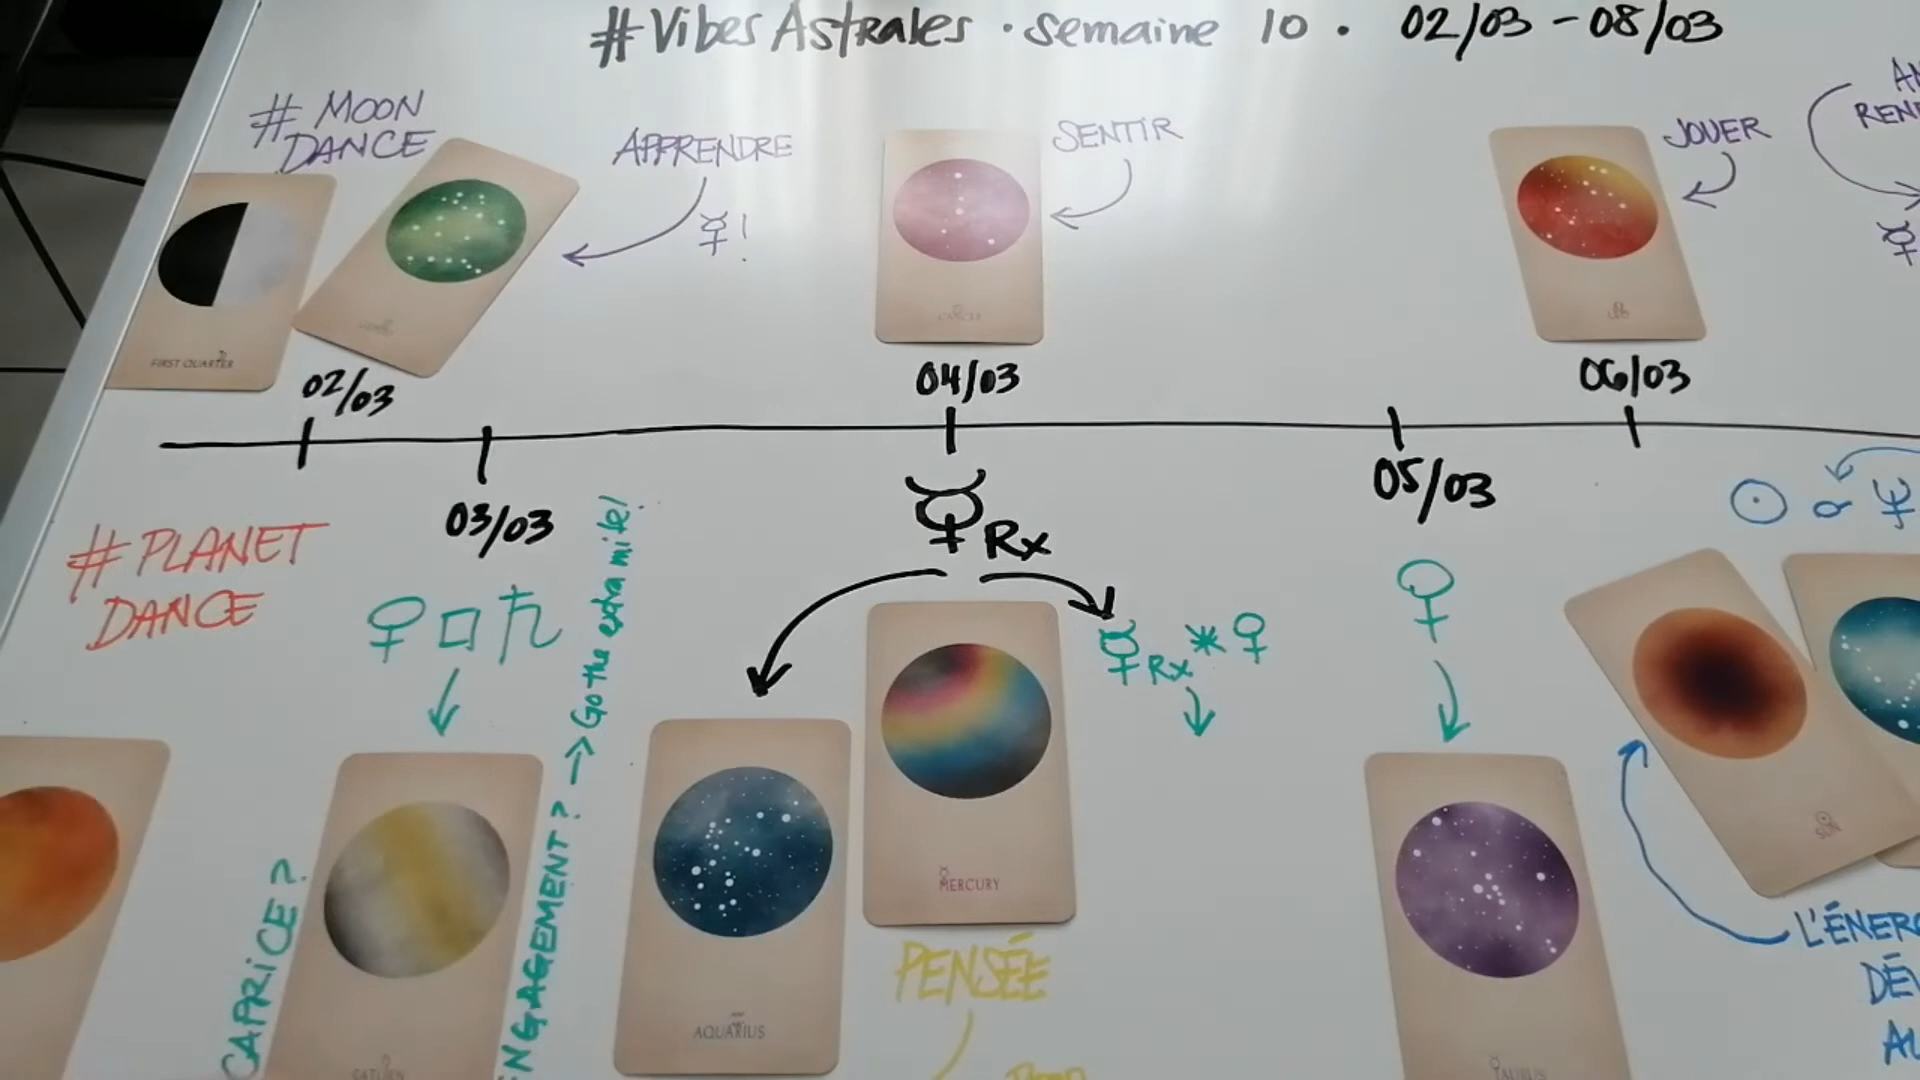 #Vibes Astrales · semaine 10 · 02/03 - 08/03
# MOON
DANCE
APPRENDRE
☿!
SENTIR
JOUER
FIRST QUARTER
CANCER
02/03
04/03
06/03
03/03
05/03
☿ Rx
# PLANET
DANCE
♀ □ ♄
Go the extra mile!
☿ Rx * ♀
♀
☉ ☍
CAPRICE?
ENGAGEMENT? →
MERCURY
SUN
PENSÉE
AQUARIUS
SATURN
TAURUS